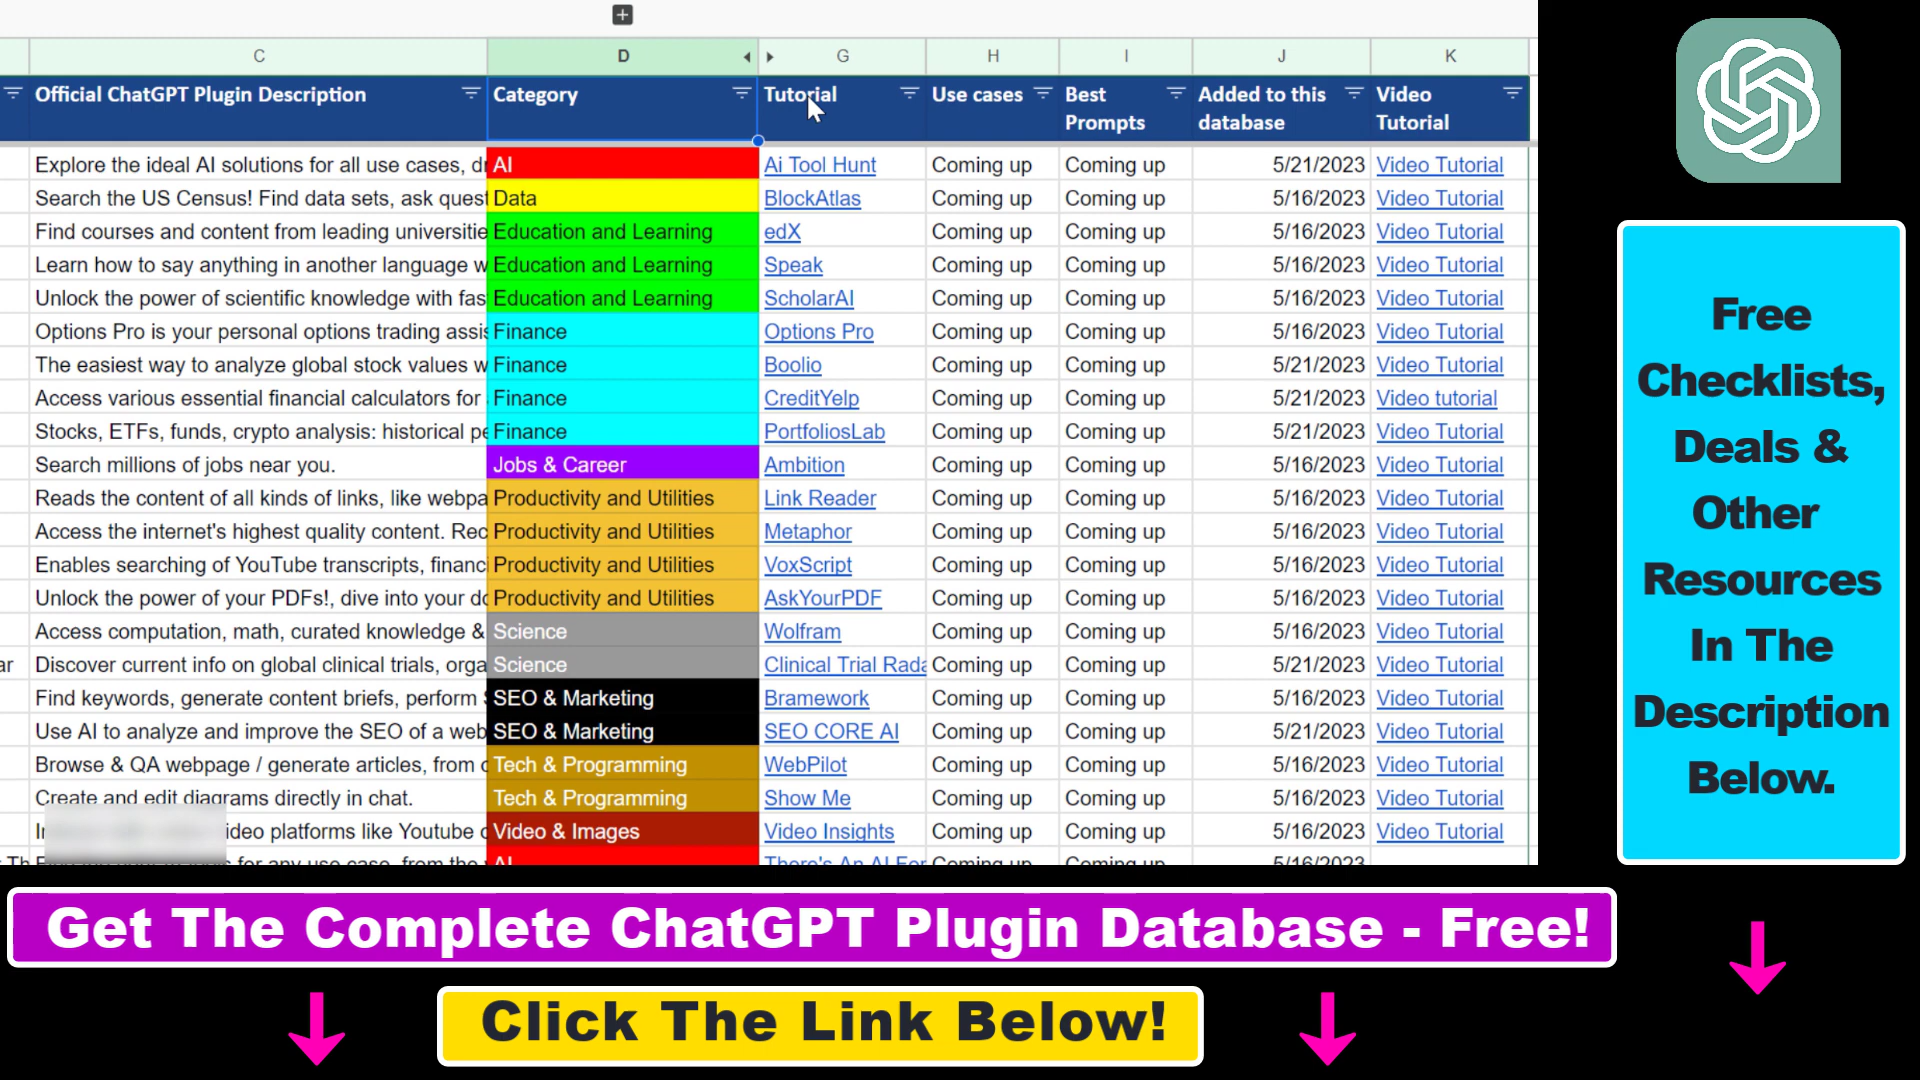 C D G H I J K
Official ChatGPT Plugin Description Category Tutorial Use cases Best Prompts Added to this database Video Tutorial
Explore the ideal AI solutions for all use cases, AI Ai Tool Hunt Coming up Coming up 5/21/2023 Video Tutorial
Search the US Census! Find data sets, ask quest Data BlockAtlas Coming up Coming up 5/16/2023 Video Tutorial
Find courses and content from leading universitie Education and Learning edX Coming up Coming up 5/16/2023 Video Tutorial
Learn how to say anything in another language w Education and Learning Speak Coming up Coming up 5/16/2023 Video Tutorial
Unlock the power of scientific knowledge with fas Education and Learning ScholarAI Coming up Coming up 5/16/2023 Video Tutorial
Options Pro is your personal options trading assis Finance Options Pro Coming up Coming up 5/16/2023 Video Tutorial
The easiest way to analyze global stock values w Finance Boolio Coming up Coming up 5/21/2023 Video Tutorial
Access various essential financial calculators for Finance CreditYelp Coming up Coming up 5/21/2023 Video tutorial
Stocks, ETFs, funds, crypto analysis: historical pe Finance PortfoliosLab Coming up Coming up 5/21/2023 Video Tutorial
Search millions of jobs near you. Jobs & Career Ambition Coming up Coming up 5/16/2023 Video Tutorial
Reads the content of all kinds of links, like webpa Productivity and Utilities Link Reader Coming up Coming up 5/16/2023 Video Tutorial
Access the internet's highest quality content. Rec Productivity and Utilities Metaphor Coming up Coming up 5/16/2023 Video Tutorial
Enables searching of YouTube transcripts, financ Productivity and Utilities VoxScript Coming up Coming up 5/16/2023 Video Tutorial
Unlock the power of your PDFs!, dive into your do Productivity and Utilities AskYourPDF Coming up Coming up 5/16/2023 Video Tutorial
Access computation, math, curated knowledge & Science Wolfram Coming up Coming up 5/16/2023 Video Tutorial
ar Discover current info on global clinical trials, orga Science Clinical Trial Rada Coming up Coming up 5/21/2023 Video Tutorial
Find keywords, generate content briefs, perform SEO & Marketing Bramework Coming up Coming up 5/16/2023 Video Tutorial
Use AI to analyze and improve the SEO of a web SEO & Marketing SEO CORE AI Coming up Coming up 5/21/2023 Video Tutorial
Browse & QA webpage / generate articles, from Tech & Programming WebPilot Coming up Coming up 5/16/2023 Video Tutorial
Create and edit diagrams directly in chat. Tech & Programming Show Me Coming up Coming up 5/16/2023 Video Tutorial
ideo platforms like Youtube Video & Images Video Insights Coming up Coming up 5/16/2023 Video Tutorial
Th for any use case, from the AI There's An AI For Coming up Coming up 5/16/2023
Free
Checklists,
Deals &
Other
Resources
In The
Description
Below.
Get The Complete ChatGPT Plugin Database - Free!
Click The Link Below!